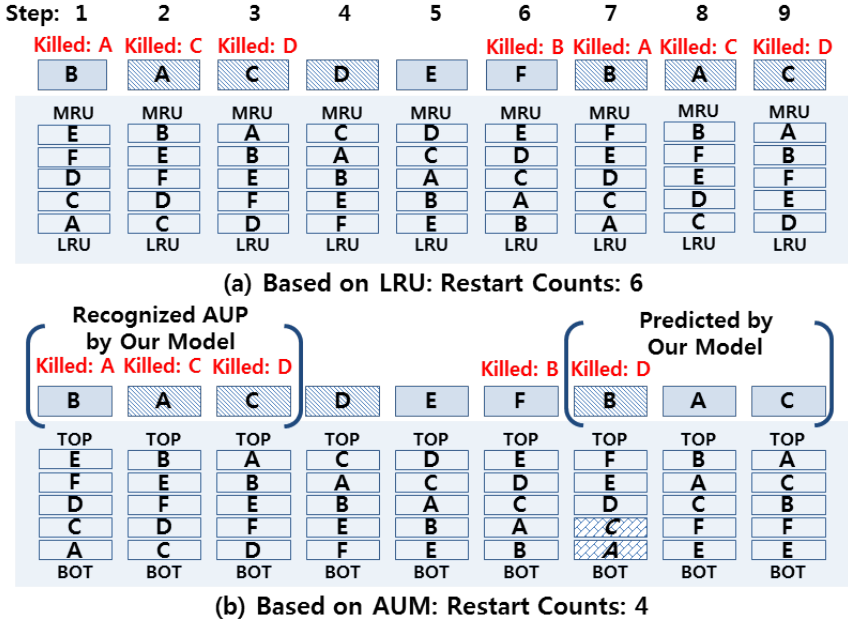 Step: 1 2 3 4 5 6 7 8 9
Killed: A Killed: C Killed: D Killed: B Killed: A Killed: C Killed: D
B A C D E F B A C
MRU MRU MRU MRU MRU MRU MRU MRU MRU
E B A C D E F B A
F E B A C D E F B
D F E B A C D E F
C D F E B A C D E
A C D F E B A C D
LRU LRU LRU LRU LRU LRU LRU LRU LRU
(a) Based on LRU: Restart Counts: 6
Recognized AUP
by Our Model
Predicted by
Our Model
Killed: A Killed: C Killed: D Killed: B Killed: D
B A C D E F B A C
TOP TOP TOP TOP TOP TOP TOP TOP TOP
E B A C D E F B A
F E B A C D E A C
D F E B A C D C B
C D F E B A C F F
A C D F E B A E E
BOT BOT BOT BOT BOT BOT BOT BOT BOT
(b) Based on AUM: Restart Counts: 4